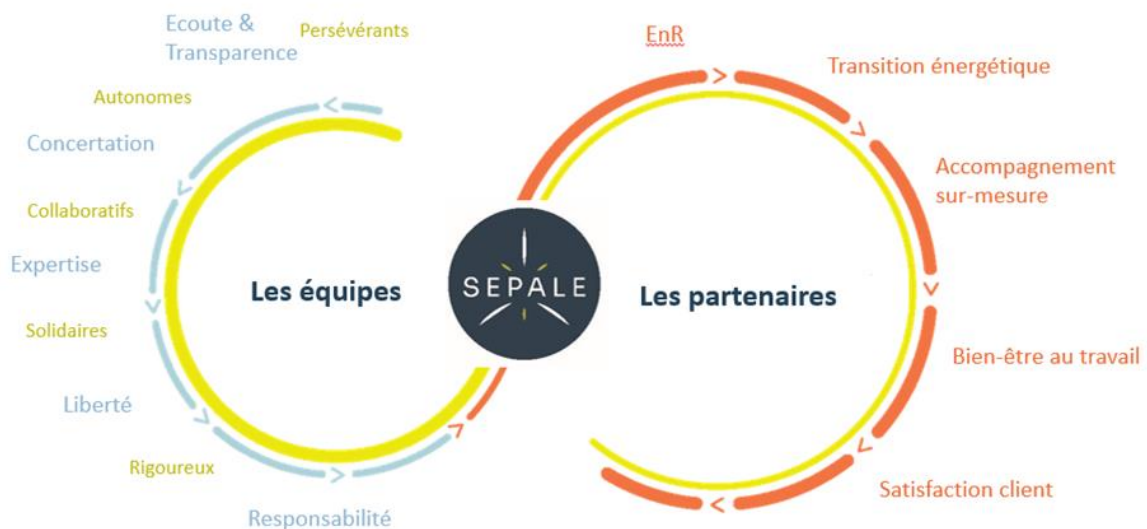 Ecoute &
Transparence
Persévérants
Autonomes
Concertation
Collaboratifs
Expertise
Solidaires
Liberté
Rigoureux
Responsabilité
Les équipes
SEPALE
Les partenaires
EnR
Transition énergétique
Accompagnement
sur-mesure
Bien-être au travail
Satisfaction client